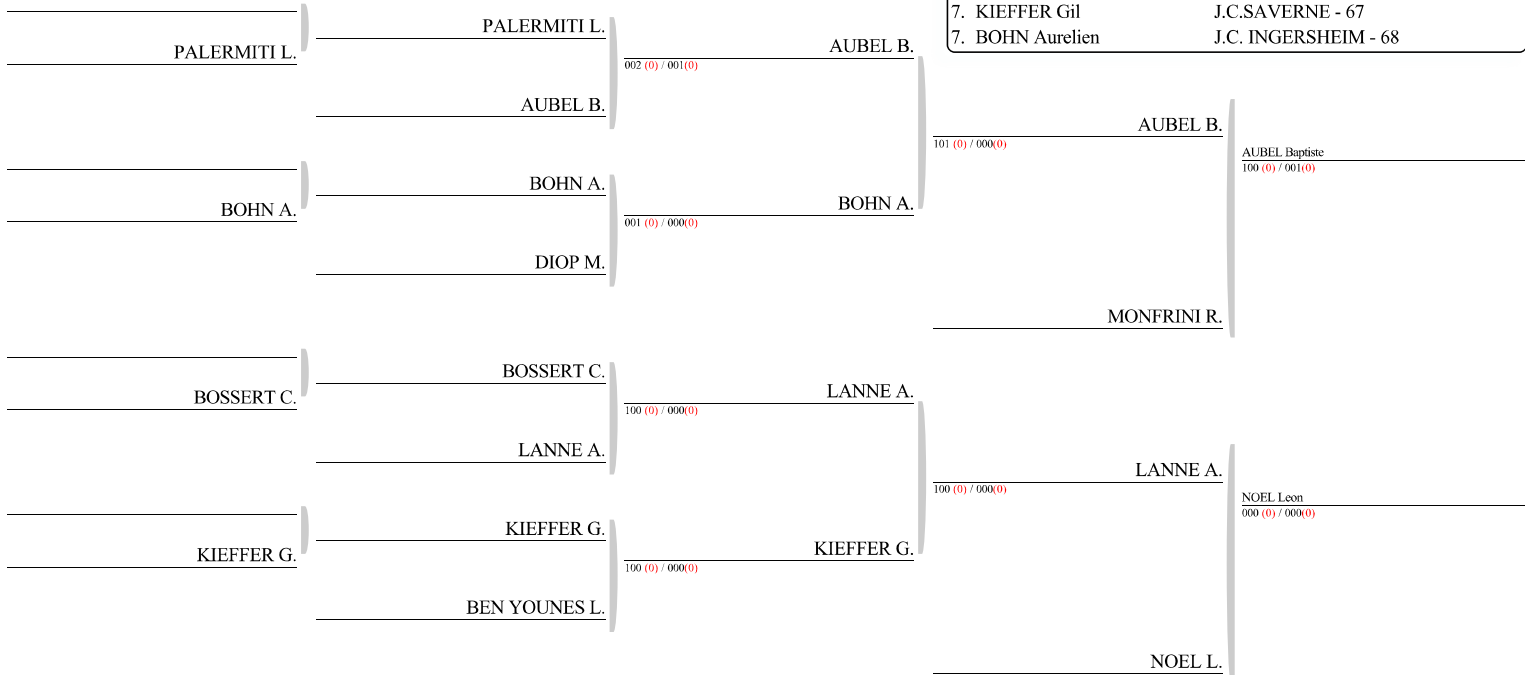 7. KIEFFER Gil J.C.SAVERNE - 67
7. BOHN Aurelien J.C. INGERSHEIM - 68
PALERMITI L.
PALERMITI L.
AUBEL B.
002 (0) / 001(0)
AUBEL B.
AUBEL B.
101 (0) / 000(0)
AUBEL Baptiste
100 (0) / 001(0)
BOHN A.
BOHN A.
BOHN A.
001 (0) / 000(0)
DIOP M.
MONFRINI R.
BOSSERT C.
BOSSERT C.
LANNE A.
100 (0) / 000(0)
LANNE A.
LANNE A.
100 (0) / 000(0)
NOEL Leon
000 (0) / 000(0)
KIEFFER G.
KIEFFER G.
KIEFFER G.
100 (0) / 000(0)
BEN YOUNES L.
NOEL L.